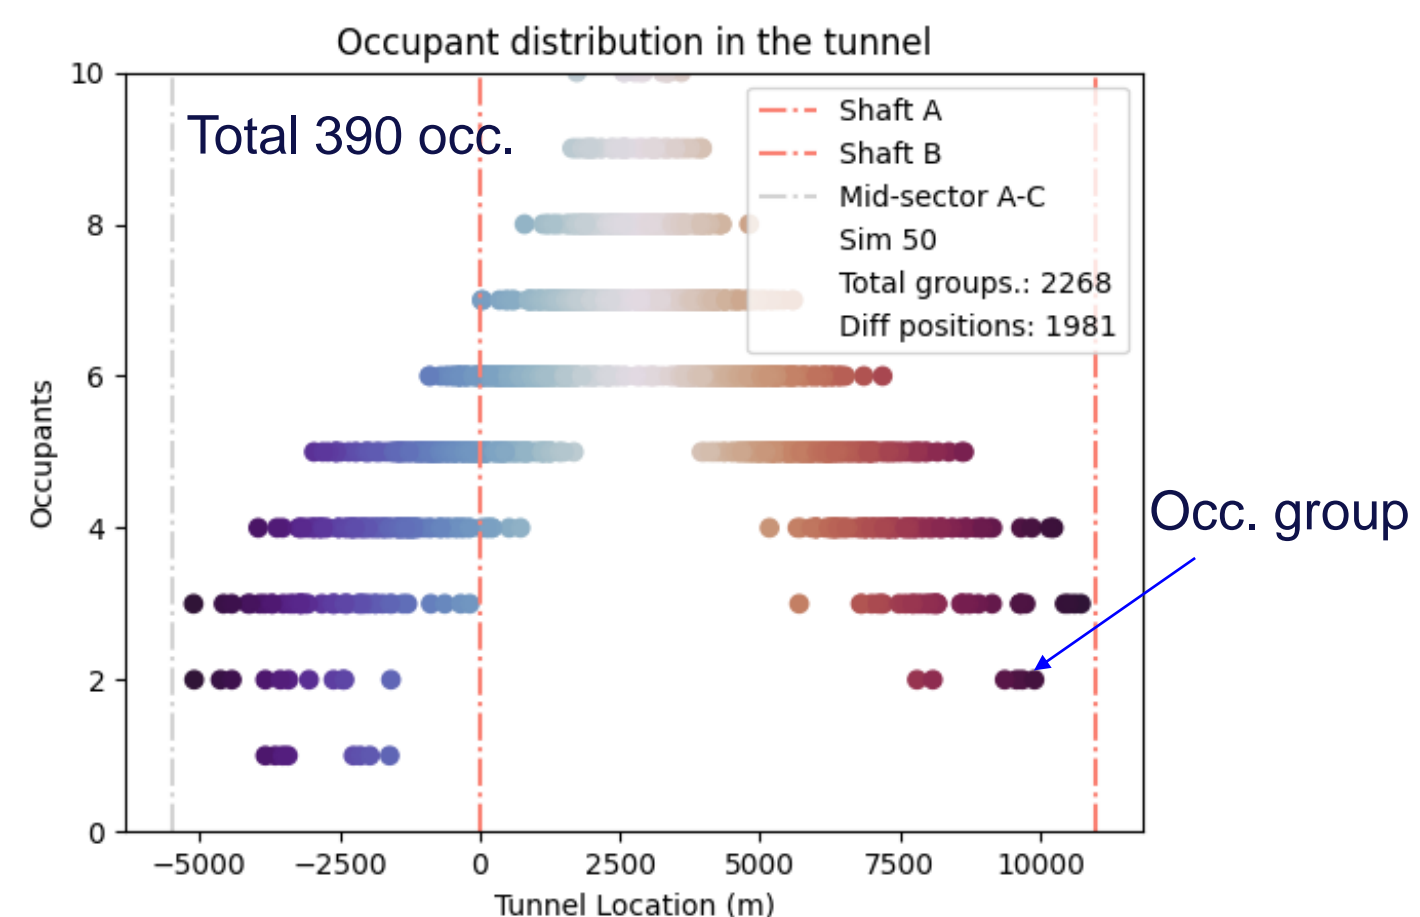 Occupant distribution in the tunnel
10
8
6
4
2
0
Occupants
Total 390 occ.
Shaft A
Shaft B
Mid-sector A-C
Sim 50
Total groups.: 2268
Diff positions: 1981
Occ. group
−5000 −2500 0 2500 5000 7500 10000
Tunnel Location (m)